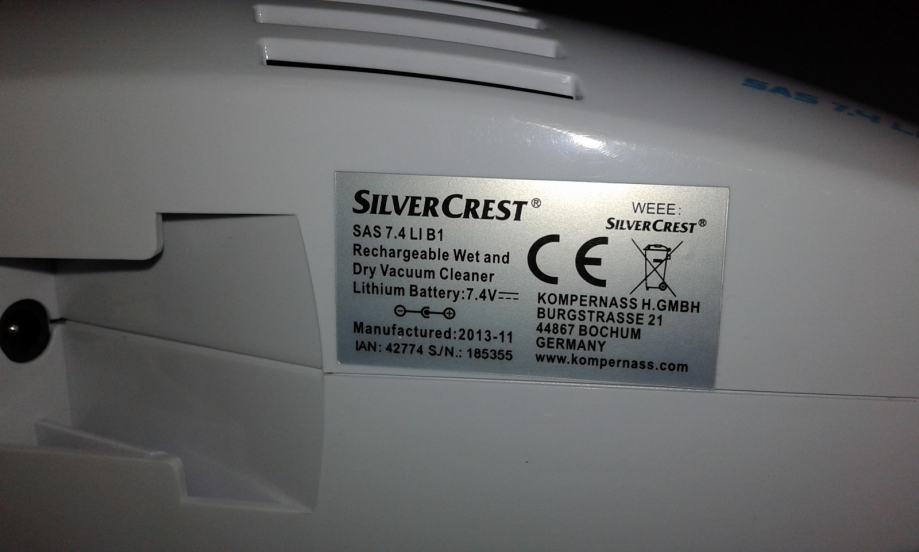 SAS 7.4 LI
SILVERCREST®
SAS 7.4 LI B1
Rechargeable Wet and
Dry Vacuum Cleaner
Lithium Battery:7.4V
Manufactured:2013-11
IAN: 42774 S/N.: 185355
WEEE:
SILVERCREST®
CE
KOMPERNASS H.GMBH
BURGSTRASSE 21
44867 BOCHUM
GERMANY
www.kompernass.com